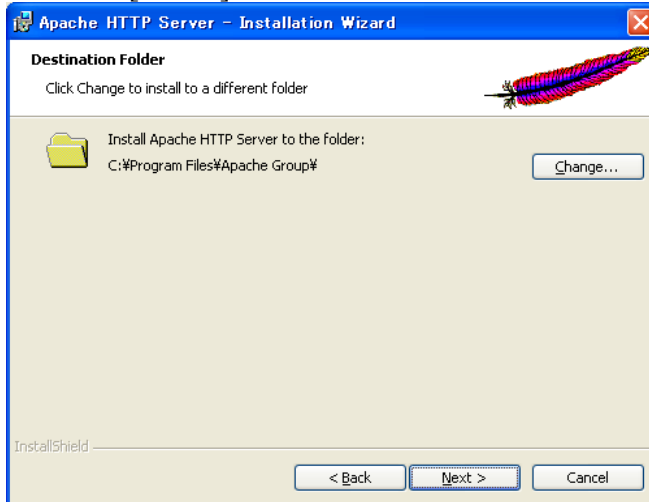 Apache HTTP Server - Installation Wizard
Destination Folder
Click Change to install to a different folder
Install Apache HTTP Server to the folder:
C:¥Program Files¥Apache Group¥
Change...
InstallShield
< Back
Next >
Cancel